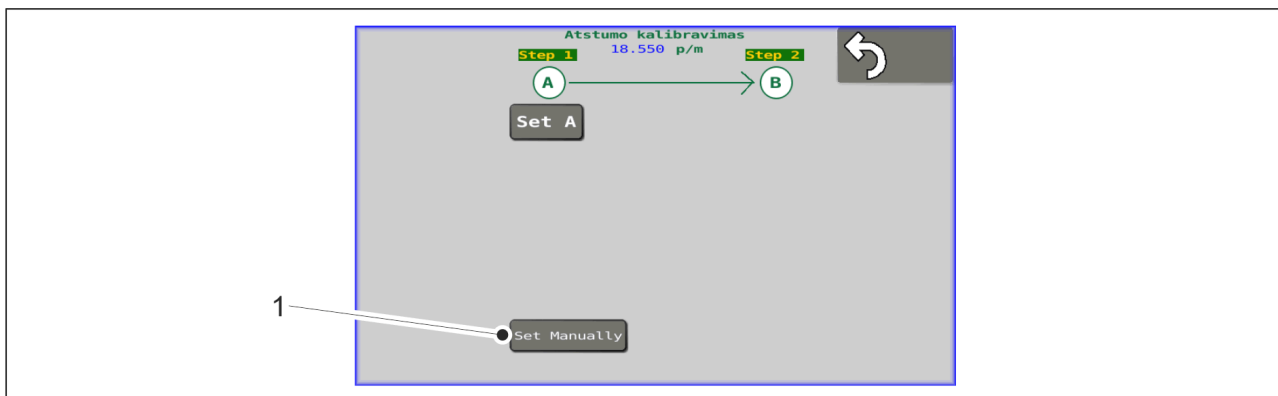 Atstumo kalibravimas
18.550 p/m
Step 1
Step 2
A
B
Set A
1
Set Manually